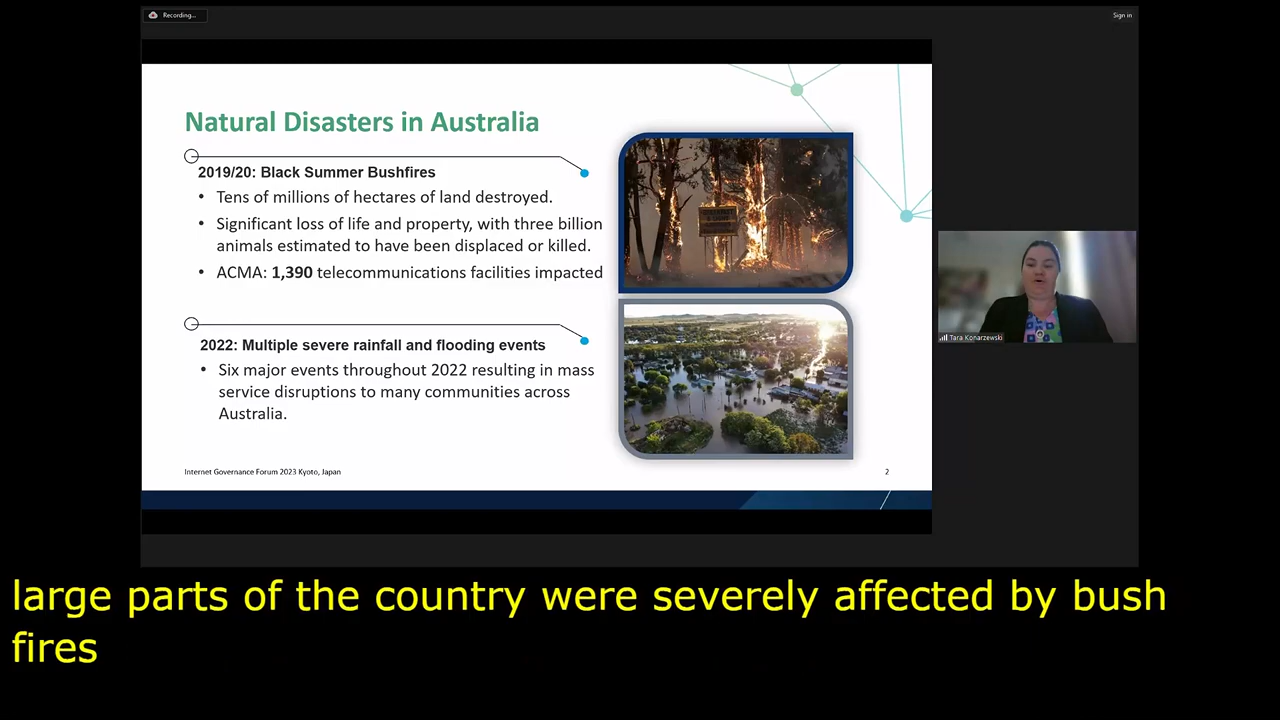 Recording...
Sign in
Natural Disasters in Australia
2019/20: Black Summer Bushfires
• Tens of millions of hectares of land destroyed.
• Significant loss of life and property, with three billion
animals estimated to have been displaced or killed.
• ACMA: 1,390 telecommunications facilities impacted
2022: Multiple severe rainfall and flooding events
• Six major events throughout 2022 resulting in mass
service disruptions to many communities across
Australia.
Internet Governance Forum 2023 Kyoto, Japan
2
Tara Konarzewski
large parts of the country were severely affected by bush
fires